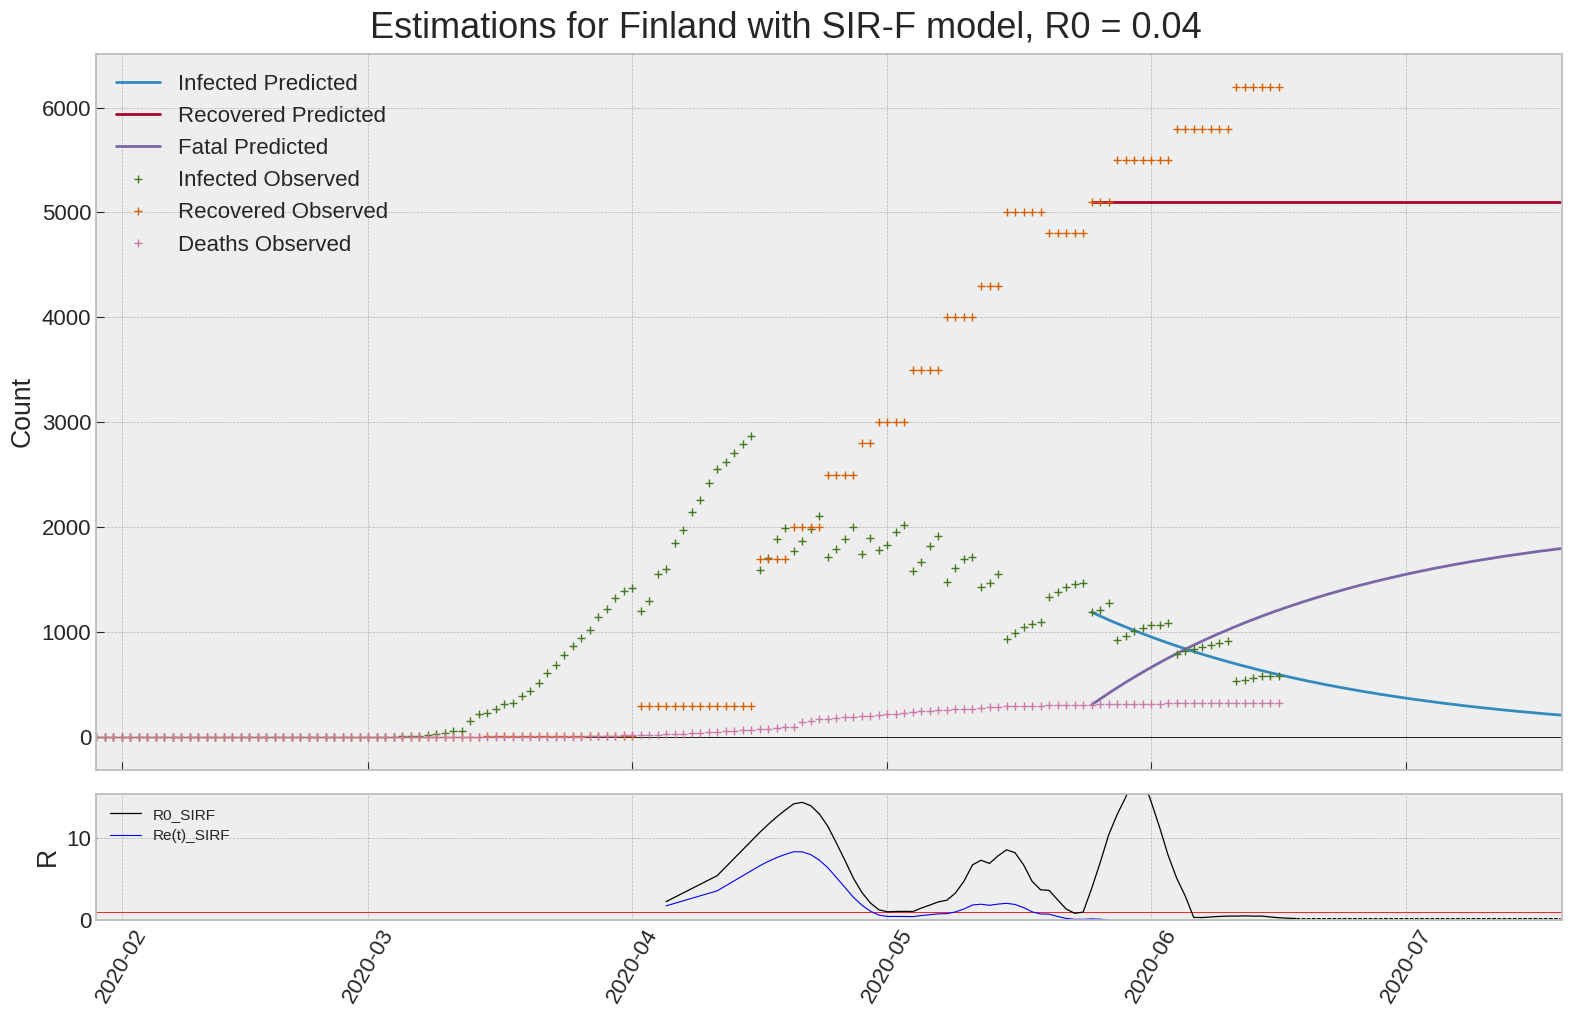 Estimations for Finland with SIR-F model, R0 = 0.04
Infected Predicted
Recovered Predicted
Fatal Predicted
Infected Observed
Recovered Observed
Deaths Observed
Count
6000
5000
4000
3000
2000
1000
0
R0_SIRF
Re(t)_SIRF
R
10
0
2020-02
2020-03
2020-04
2020-05
2020-06
2020-07